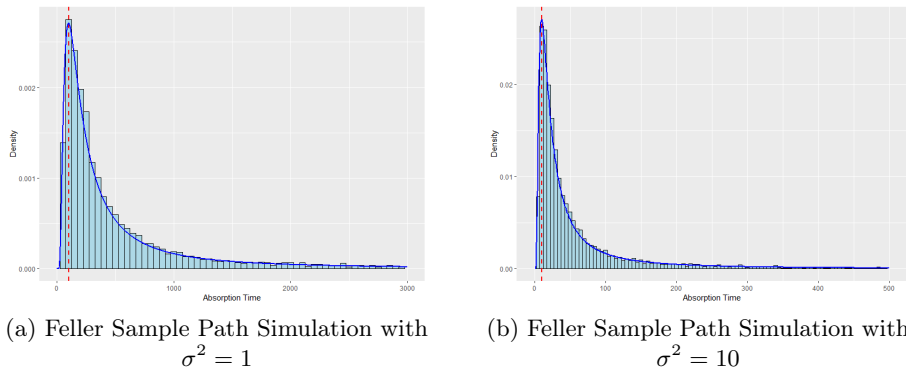 0.002
0.001
0.000
Density
0
1000
2000
3000
Absorption Time
0.02
0.01
0.00
Density
0
100
200
300
400
500
Absorption Time
(a) Feller Sample Path Simulation with
σ² = 1
(b) Feller Sample Path Simulation with
σ² = 10